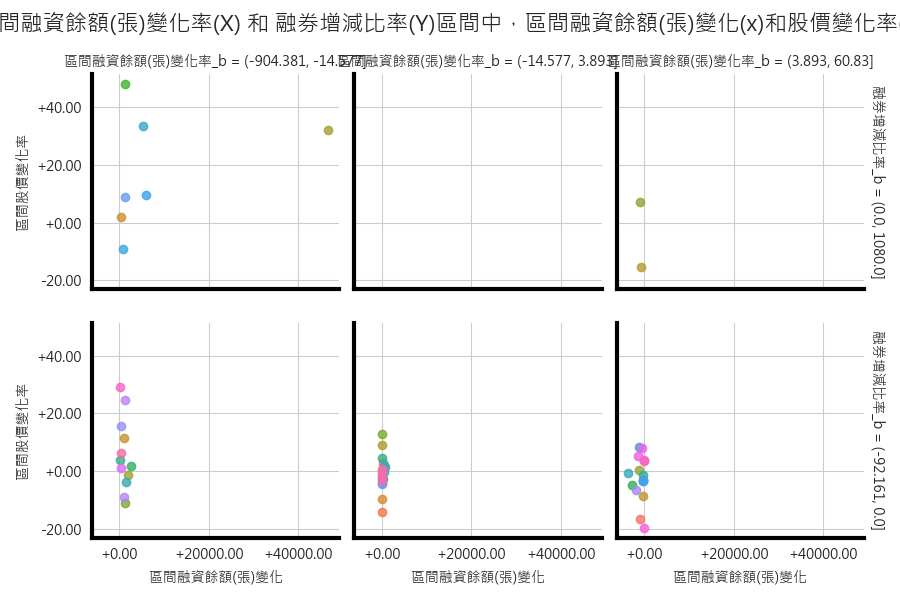 間融資餘額(張)變化率(X) 和 融券增減比率(Y)區間中，區間融資餘額(張)變化(x)和股價變化率(
區間融資餘額(張)變化率_b = (-904.381, -14.577]
區間融資餘額(張)變化率_b = (-14.577, 3.893]
區間融資餘額(張)變化率_b = (3.893, 60.83]
區間股價變化率
+40.00
+20.00
+0.00
-20.00
融券增減比率_b = (0.0, 1080.0]
區間股價變化率
+40.00
+20.00
+0.00
-20.00
融券增減比率_b = (-92.161, 0.0]
+0.00 +20000.00 +40000.00
+0.00 +20000.00 +40000.00
+0.00 +20000.00 +40000.00
區間融資餘額(張)變化
區間融資餘額(張)變化
區間融資餘額(張)變化